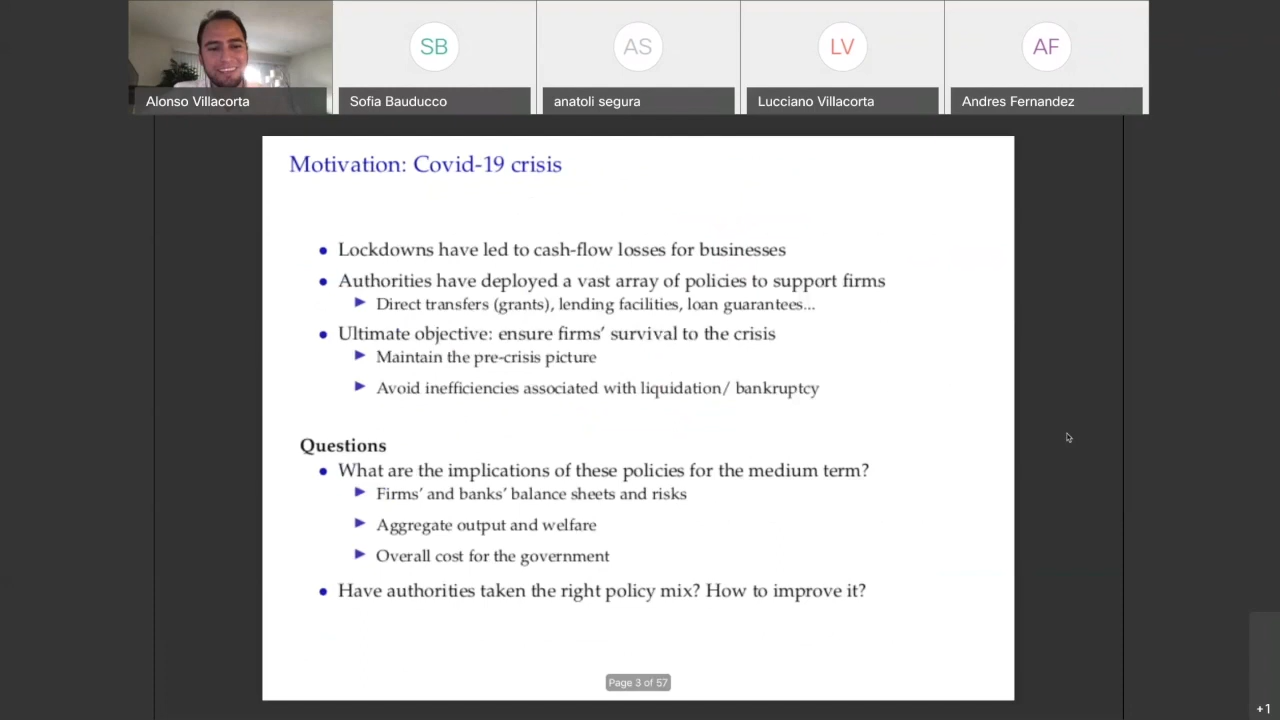 SB
AS
LV
AF
Alonso Villacorta
Sofia Bauducco
anatoli segura
Lucciano Villacorta
Andres Fernandez
Motivation: Covid-19 crisis
• Lockdowns have led to cash-flow losses for businesses
• Authorities have deployed a vast array of policies to support firms
▶ Direct transfers (grants), lending facilities, loan guarantees...
• Ultimate objective: ensure firms' survival to the crisis
▶ Maintain the pre-crisis picture
▶ Avoid inefficiencies associated with liquidation/ bankruptcy
Questions
• What are the implications of these policies for the medium term?
▶ Firms' and banks' balance sheets and risks
▶ Aggregate output and welfare
▶ Overall cost for the government
• Have authorities taken the right policy mix? How to improve it?
Page 3 of 57
+1